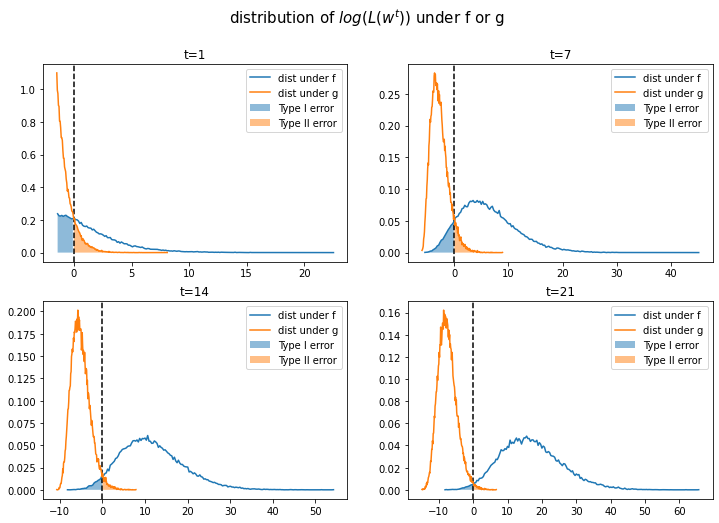 distribution of log(L(w^t)) under f or g
t=1
dist under f
dist under g
Type I error
Type II error
1.0
0.8
0.6
0.4
0.2
0.0
0 5 10 15 20
t=7
dist under f
dist under g
Type I error
Type II error
0.25
0.20
0.15
0.10
0.05
0.00
0 10 20 30 40
t=14
dist under f
dist under g
Type I error
Type II error
0.200
0.175
0.150
0.125
0.100
0.075
0.050
0.025
0.000
−10 0 10 20 30 40 50
t=21
dist under f
dist under g
Type I error
Type II error
0.16
0.14
0.12
0.10
0.08
0.06
0.04
0.02
0.00
−10 0 10 20 30 40 50 60